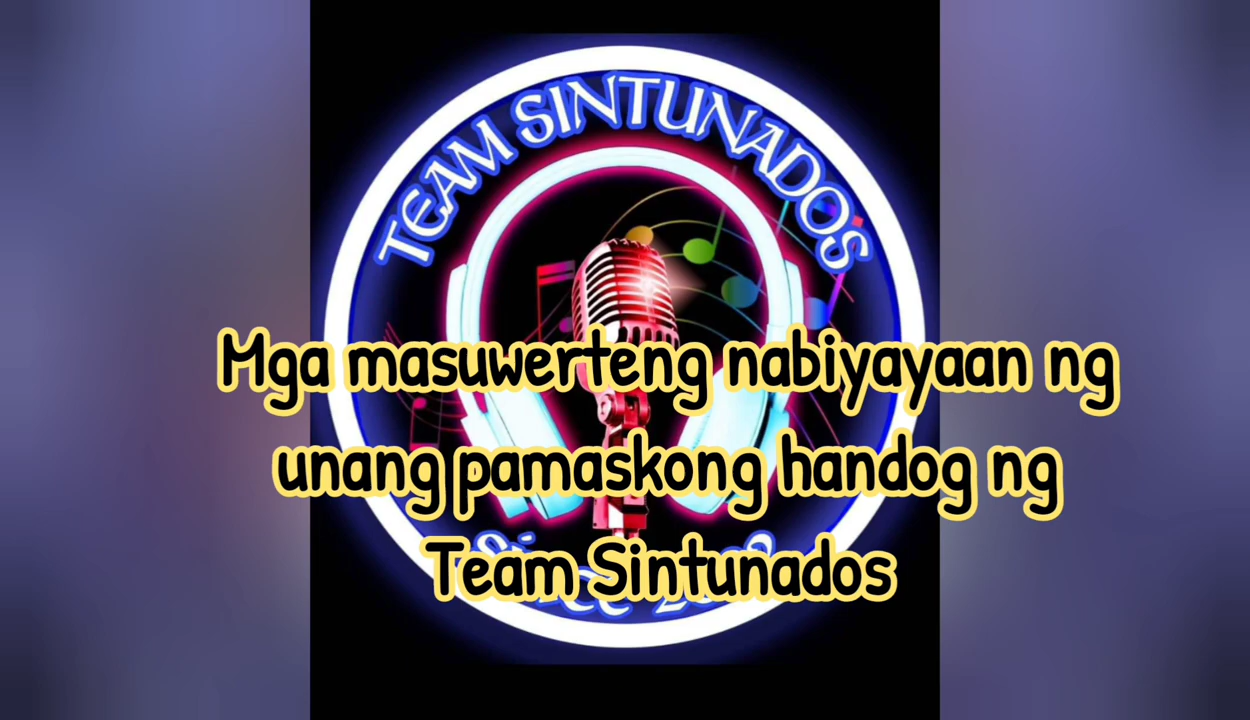 TEAM SINTUNADOS
Mga masuwerteng nabiyayaan ng
unang pamaskong handog ng
Team Sintunados